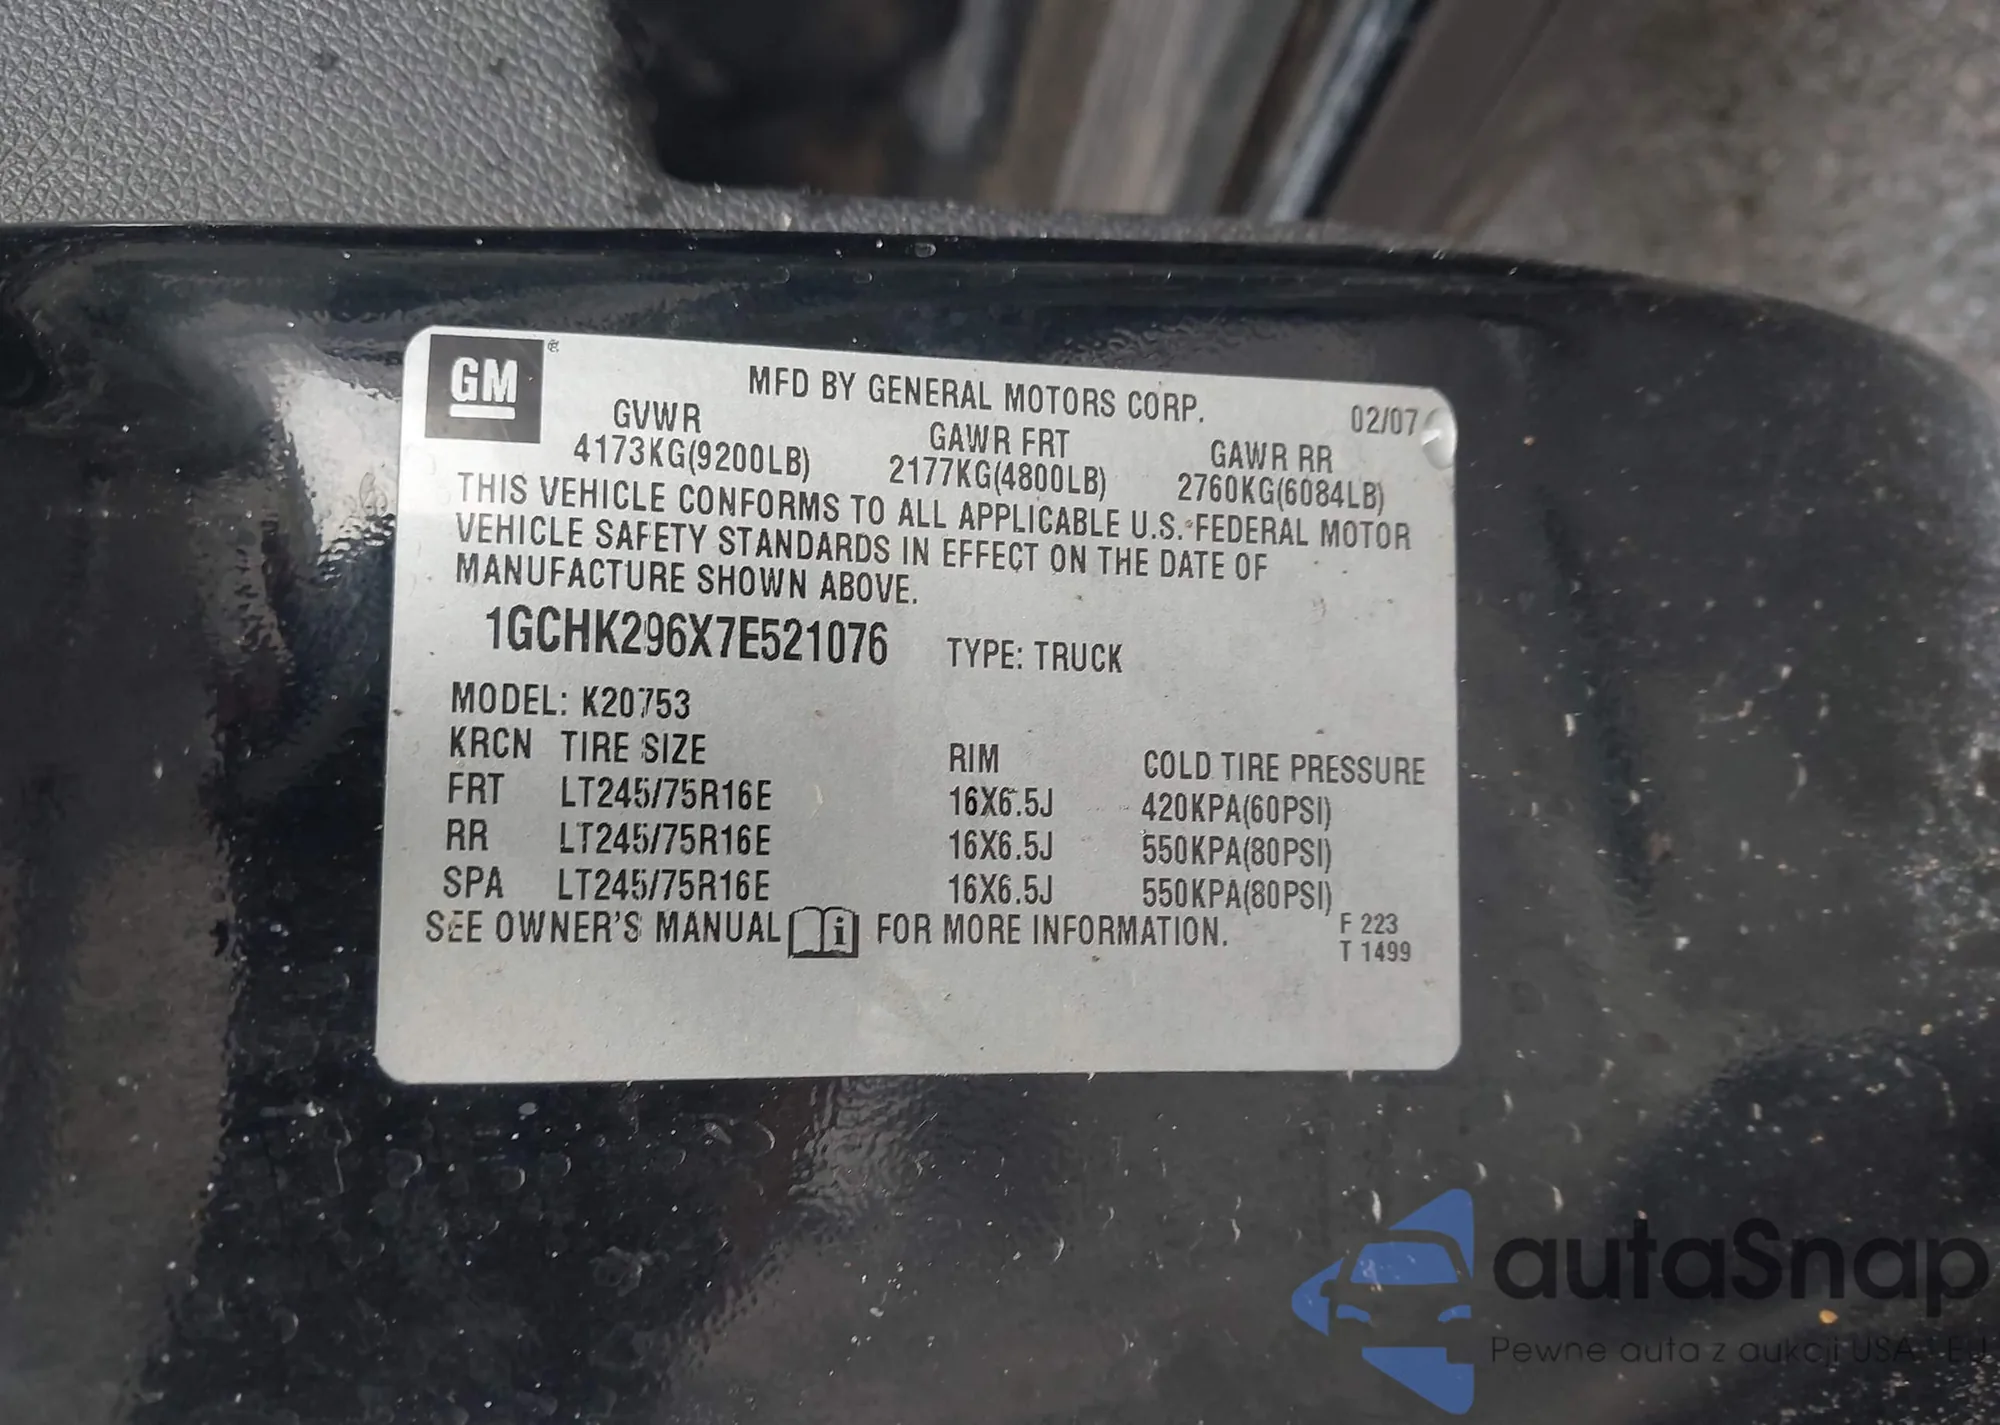 GM ®
MFD BY GENERAL MOTORS CORP. 02/07
GVWR GAWR FRT GAWR RR
4173KG(9200LB) 2177KG(4800LB) 2760KG(6084LB)
THIS VEHICLE CONFORMS TO ALL APPLICABLE U.S. FEDERAL MOTOR
VEHICLE SAFETY STANDARDS IN EFFECT ON THE DATE OF
MANUFACTURE SHOWN ABOVE.
1GCHK296X7E521076 TYPE: TRUCK
MODEL: K20753
KRCN TIRE SIZE RIM COLD TIRE PRESSURE
FRT LT245/75R16E 16X6.5J 420KPA(60PSI)
RR LT245/75R16E 16X6.5J 550KPA(80PSI)
SPA LT245/75R16E 16X6.5J 550KPA(80PSI)
SEE OWNER'S MANUAL i FOR MORE INFORMATION.
F 223
T 1499
autaSnap
Pewne auta z aukcji USA i EU